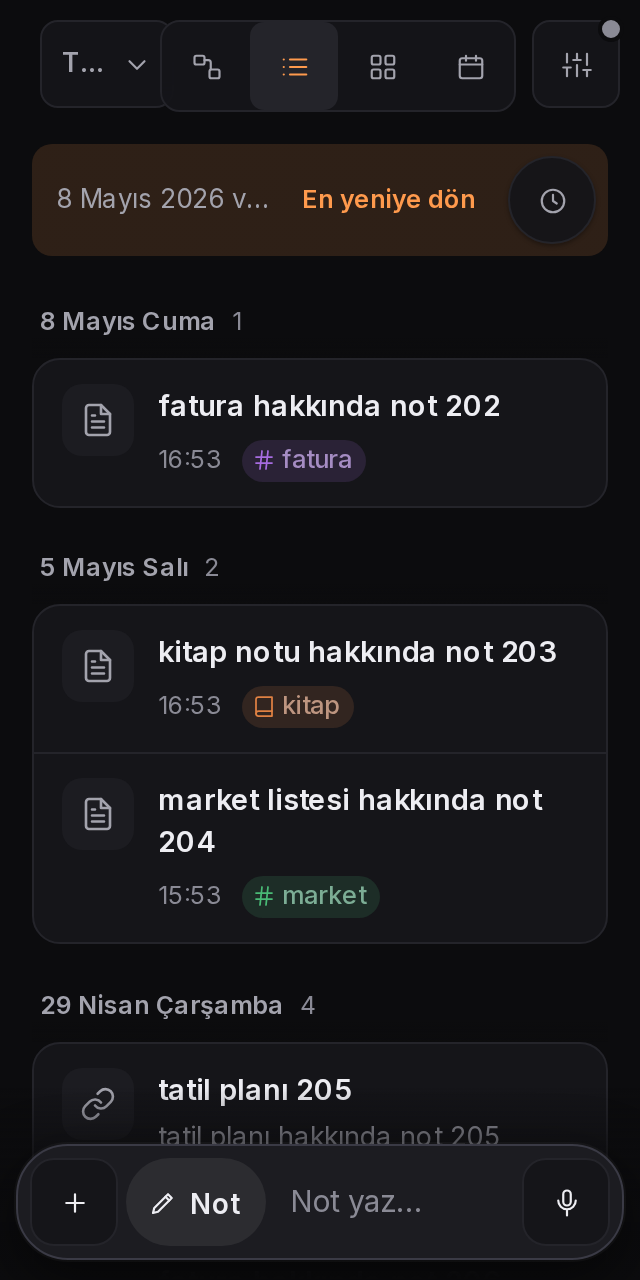 T...
8 Mayıs 2026 v...
En yeniye dön
8 Mayıs Cuma 1
fatura hakkında not 202
16:53 # fatura
5 Mayıs Salı 2
kitap notu hakkında not 203
16:53 kitap
market listesi hakkında not
204
15:53 # market
29 Nisan Çarşamba 4
tatil planı 205
tatil planı hakkında not 205
Not
Not yaz...